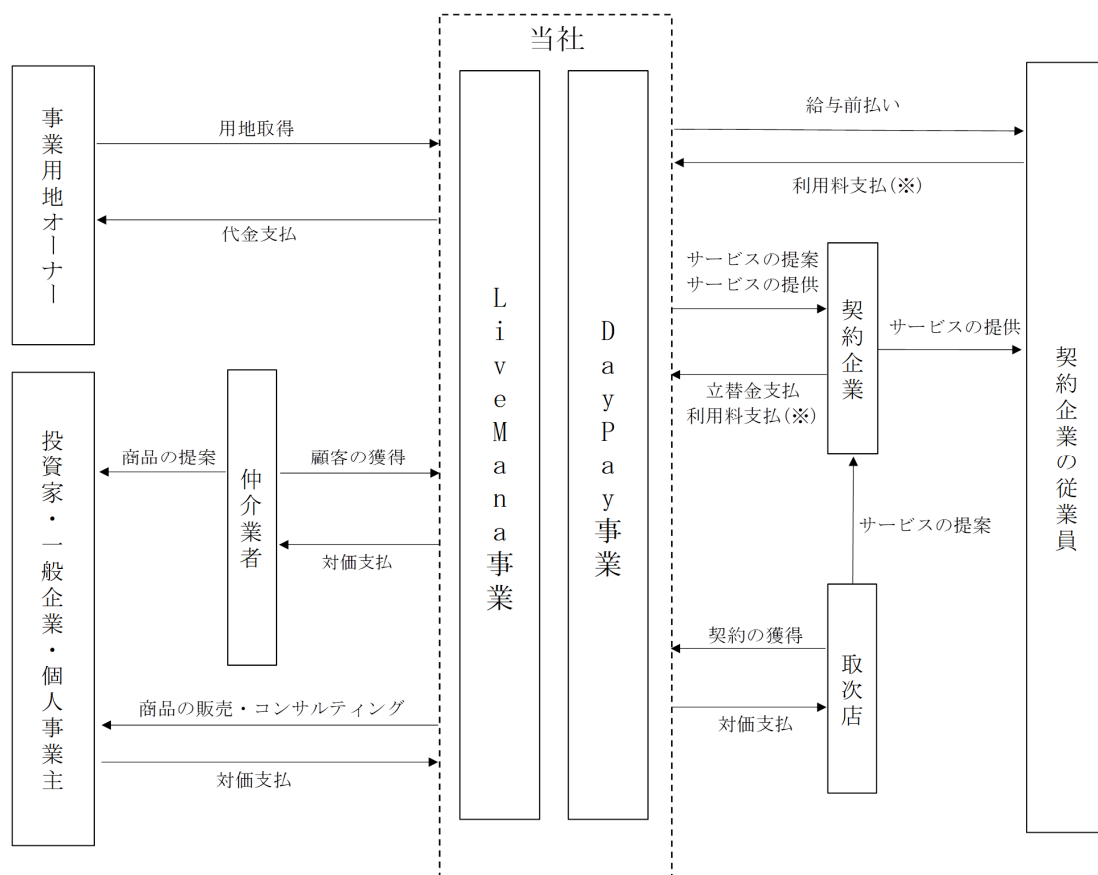 当社
事業用地オーナー
用地取得
代金支払
投資家・一般企業・個人事業主
仲介業者
商品の提案
顧客の獲得
対価支払
商品の販売・コンサルティング
対価支払
LiveMana事業
DayPay事業
給与前払い
利用料支払(※)
サービスの提案
サービスの提供
契約企業
サービスの提供
立替金支払
利用料支払(※)
サービスの提案
契約の獲得
取次店
対価支払
契約企業の従業員